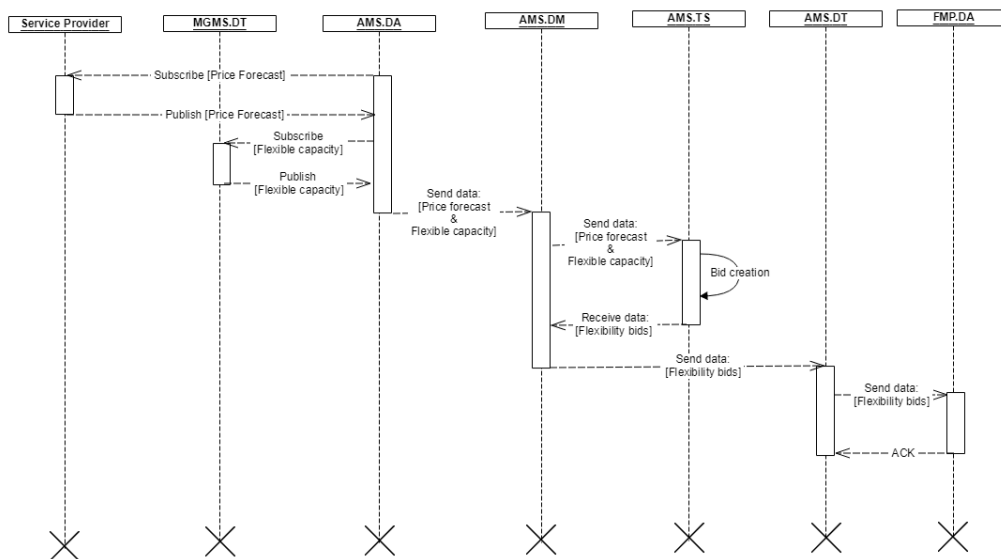 Service Provider
MGMS.DT
AMS.DA
AMS.DM
AMS.TS
AMS.DT
FMP.DA
Subscribe [Price Forecast]
Publish [Price Forecast]
Subscribe
[Flexible capacity]
Publish
[Flexible capacity]
Send data:
[Price forecast
&
Flexible capacity]
Send data:
[Price forecast
&
Flexible capacity]
Bid creation
Receive data:
[Flexibility bids]
Send data:
[Flexibility bids]
Send data:
[Flexibility bids]
ACK